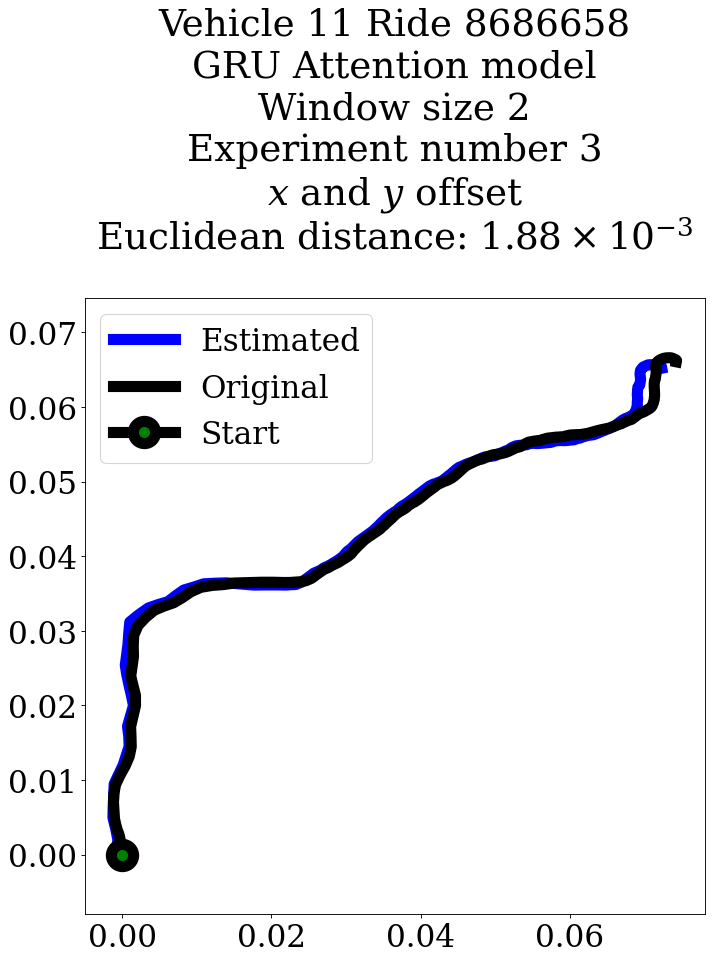 Vehicle 11 Ride 8686658
GRU Attention model
Window size 2
Experiment number 3
x and y offset
Euclidean distance: 1.88 × 10⁻³
Estimated
Original
Start
0.07
0.06
0.05
0.04
0.03
0.02
0.01
0.00
0.00 0.02 0.04 0.06